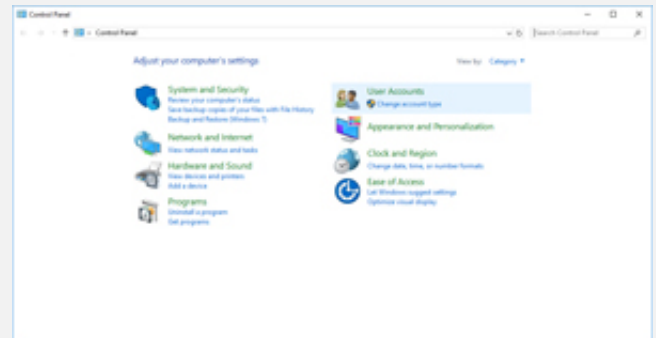 Control Panel
Control Panel
Search Control Panel
Adjust your computer's settings
View by: Category
System and Security
Review your computer's status
Save backup copies of your files with File History
Backup and Restore (Windows 7)
Network and Internet
View network status and tasks
Hardware and Sound
View devices and printers
Add a device
Programs
Uninstall a program
Get programs
User Accounts
Change account type
Appearance and Personalization
Clock and Region
Change date, time, or number formats
Ease of Access
Let Windows suggest settings
Optimize visual display